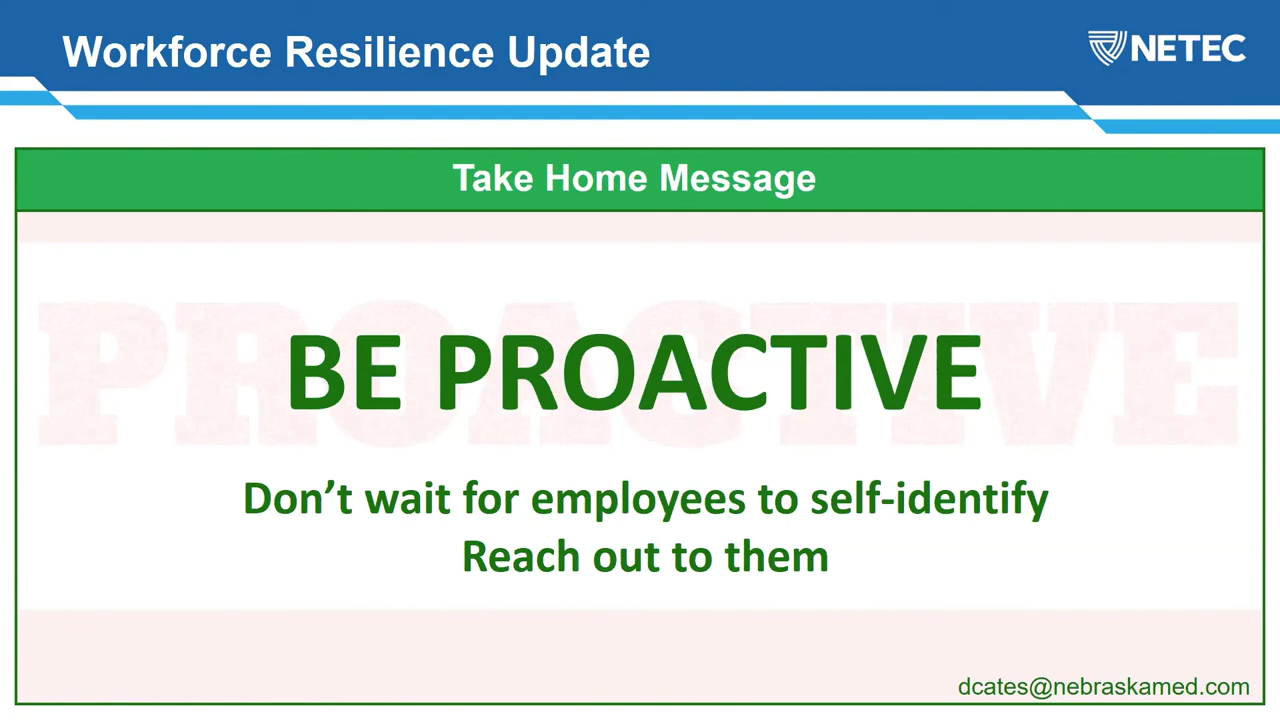 Workforce Resilience Update
NETEC
Take Home Message
PROACTIVE
BE PROACTIVE
Don’t wait for employees to self-identify
Reach out to them
dcates@nebraskamed.com